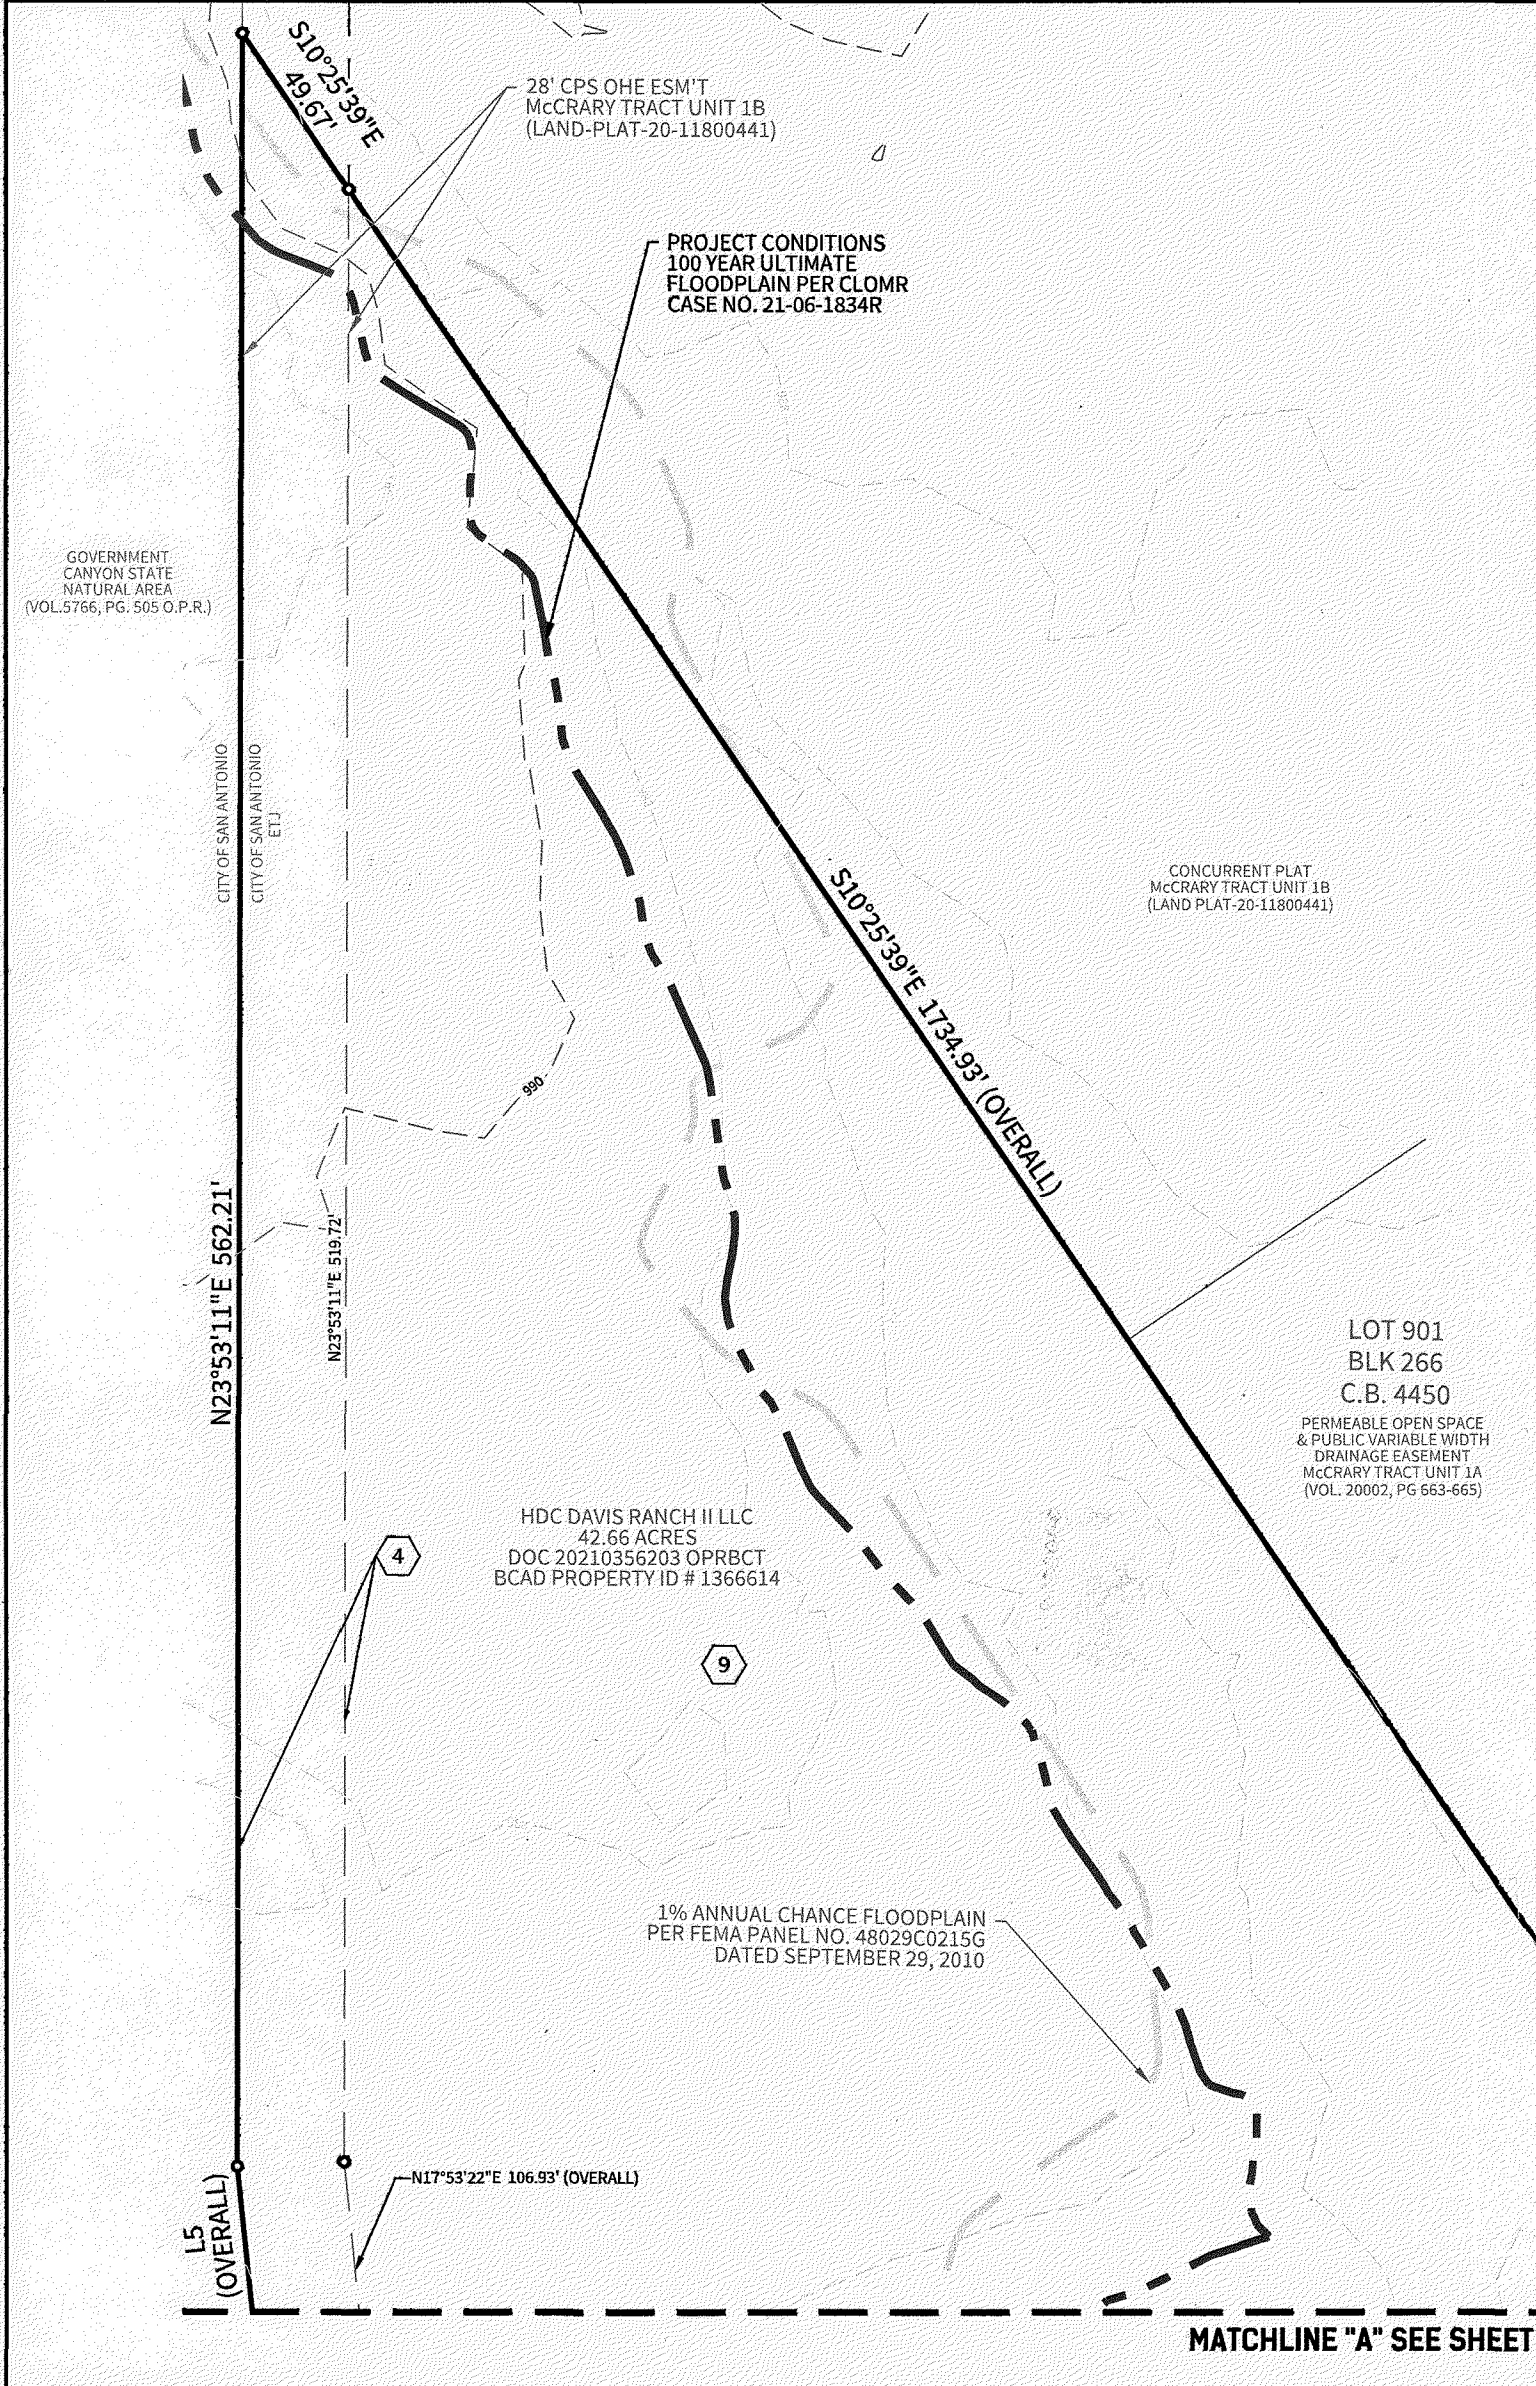 S10°25'39"E
49.67'
28' CPS OHE ESM'T
McCRARY TRACT UNIT 1B
(LAND-PLAT-20-11800441)
PROJECT CONDITIONS
100 YEAR ULTIMATE
FLOODPLAIN PER CLOMR
CASE NO. 21-06-1834R
GOVERNMENT
CANYON STATE
NATURAL AREA
(VOL.5766, PG. 505 O.P.R.)
CITY OF SAN ANTONIO
CITY OF SAN ANTONIO
ETJ
CONCURRENT PLAT
McCRARY TRACT UNIT 1B
(LAND PLAT-20-11800441)
S10°25'39"E 1734.93' (OVERALL)
990
N23°53'11"E 562.21'
N23°53'11"E 519.72'
LOT 901
BLK 266
C.B. 4450
PERMEABLE OPEN SPACE
& PUBLIC VARIABLE WIDTH
DRAINAGE EASEMENT
McCRARY TRACT UNIT 1A
(VOL. 20002, PG 663-665)
HDC DAVIS RANCH II LLC
42.66 ACRES
DOC 20210356203 OPRBCT
BCAD PROPERTY ID # 1366614
4
9
1% ANNUAL CHANCE FLOODPLAIN
PER FEMA PANEL NO. 48029C0215G
DATED SEPTEMBER 29, 2010
N17°53'22"E 106.93' (OVERALL)
L5
(OVERALL)
MATCHLINE "A" SEE SHEET